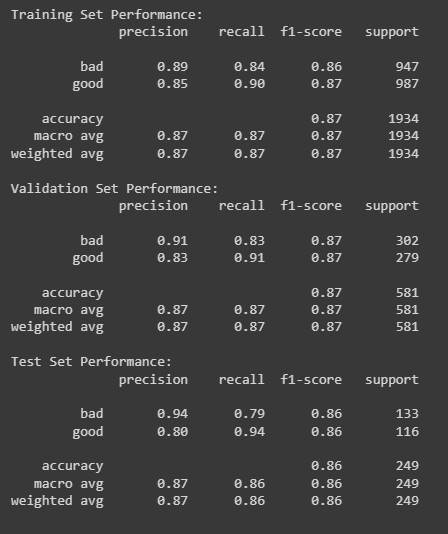 Training Set Performance:
precision recall f1-score support
bad 0.89 0.84 0.86 947
good 0.85 0.90 0.87 987
accuracy 0.87 1934
macro avg 0.87 0.87 0.87 1934
weighted avg 0.87 0.87 0.87 1934
Validation Set Performance:
precision recall f1-score support
bad 0.91 0.83 0.87 302
good 0.83 0.91 0.87 279
accuracy 0.87 581
macro avg 0.87 0.87 0.87 581
weighted avg 0.87 0.87 0.87 581
Test Set Performance:
precision recall f1-score support
bad 0.94 0.79 0.86 133
good 0.80 0.94 0.86 116
accuracy 0.86 249
macro avg 0.87 0.86 0.86 249
weighted avg 0.87 0.86 0.86 249